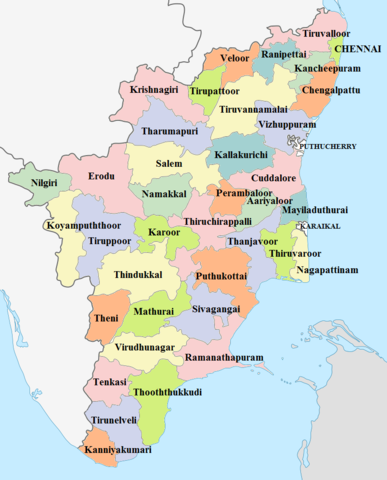 Tiruvalloor
CHENNAI
Ranipettai
Veloor
Kancheepuram
Krishnagiri
Tirupattoor
Chengalpattu
Tiruvannamalai
Vizhuppuram
Tharumapuri
PUTHUCHERRY
Kallakurichi
Salem
Erodu
Cuddalore
Nilgiri
Namakkal
Perambaloor
Aariyaloor
Mayiladuthurai
Koyampuththoor
Thiruchirappalli
KARAIKAL
Karoor
Tiruppoor
Thanjavoor
Thiruvaroor
Nagapattinam
Thindukkal
Puthukottai
Mathurai
Sivagangai
Theni
Virudhunagar
Ramanathapuram
Tenkasi
Thooththukkudi
Tirunelveli
Kanniyakumari